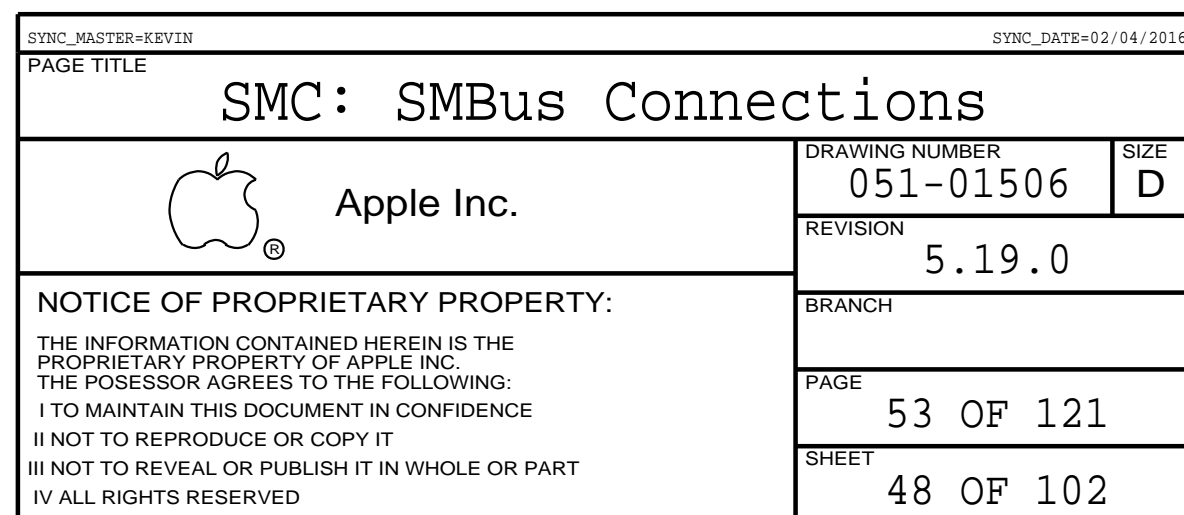 SYNC_MASTER=KEVIN SYNC_DATE=02/04/2016
PAGE TITLE
SMC: SMBus Connections
Apple Inc.
®
DRAWING NUMBER
051-01506
SIZE
D
REVISION
5.19.0
NOTICE OF PROPRIETARY PROPERTY:
THE INFORMATION CONTAINED HEREIN IS THE
PROPRIETARY PROPERTY OF APPLE INC.
THE POSESSOR AGREES TO THE FOLLOWING:
I TO MAINTAIN THIS DOCUMENT IN CONFIDENCE
II NOT TO REPRODUCE OR COPY IT
III NOT TO REVEAL OR PUBLISH IT IN WHOLE OR PART
IV ALL RIGHTS RESERVED
BRANCH
PAGE
53 OF 121
SHEET
48 OF 102